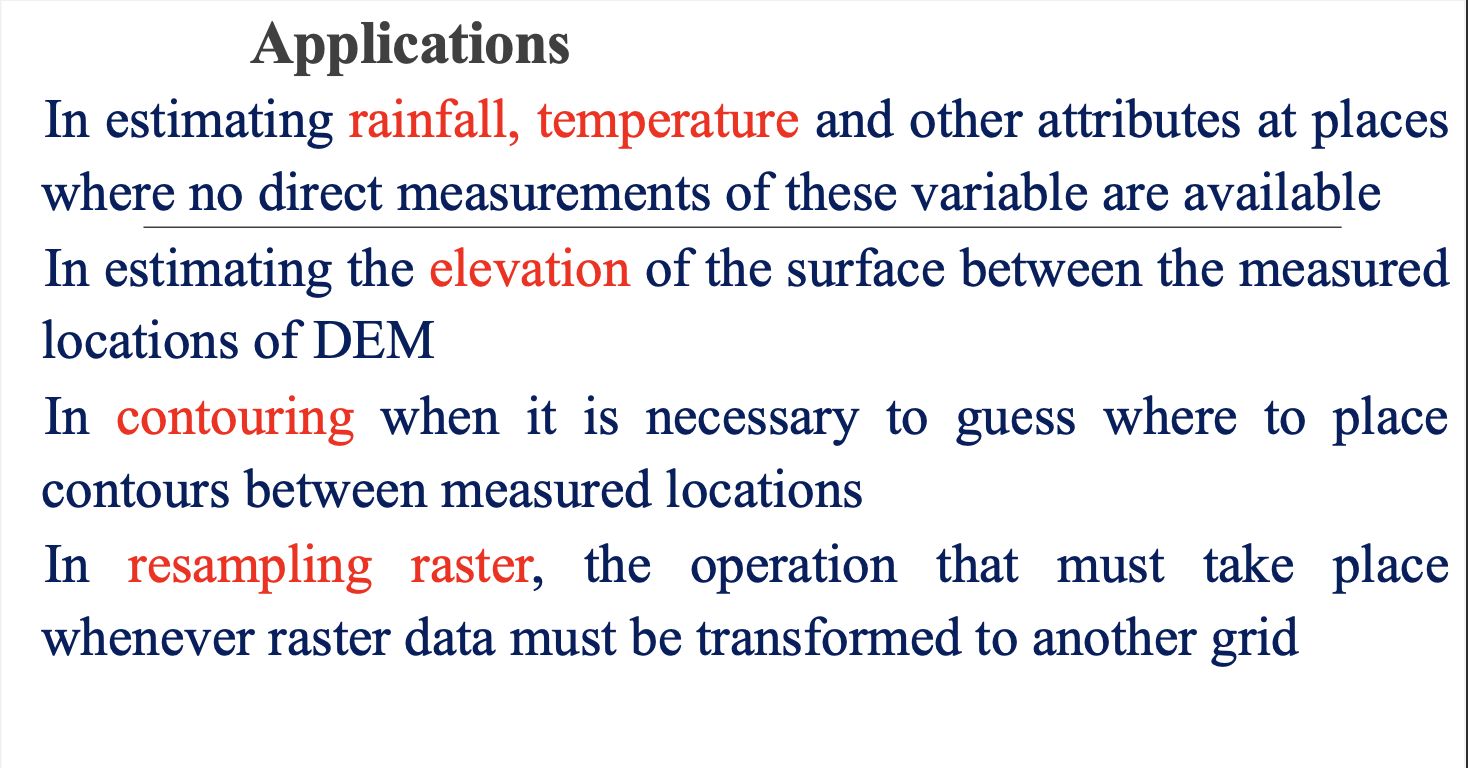 Applications
In estimating rainfall, temperature and other attributes at places
where no direct measurements of these variable are available
In estimating the elevation of the surface between the measured
locations of DEM
In contouring when it is necessary to guess where to place
contours between measured locations
In resampling raster, the operation that must take place
whenever raster data must be transformed to another grid